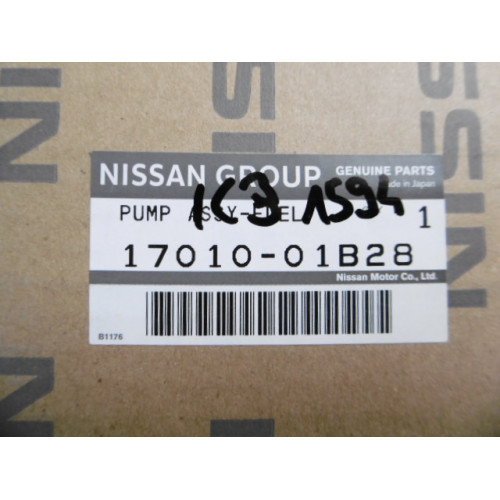 NISSAN GROUP GENUINE PARTS
Made in Japan
PUMP ASSY-FUEL 1
1594
17010-01B28
Nissan Motor Co., Ltd.
B1176
NISSAN